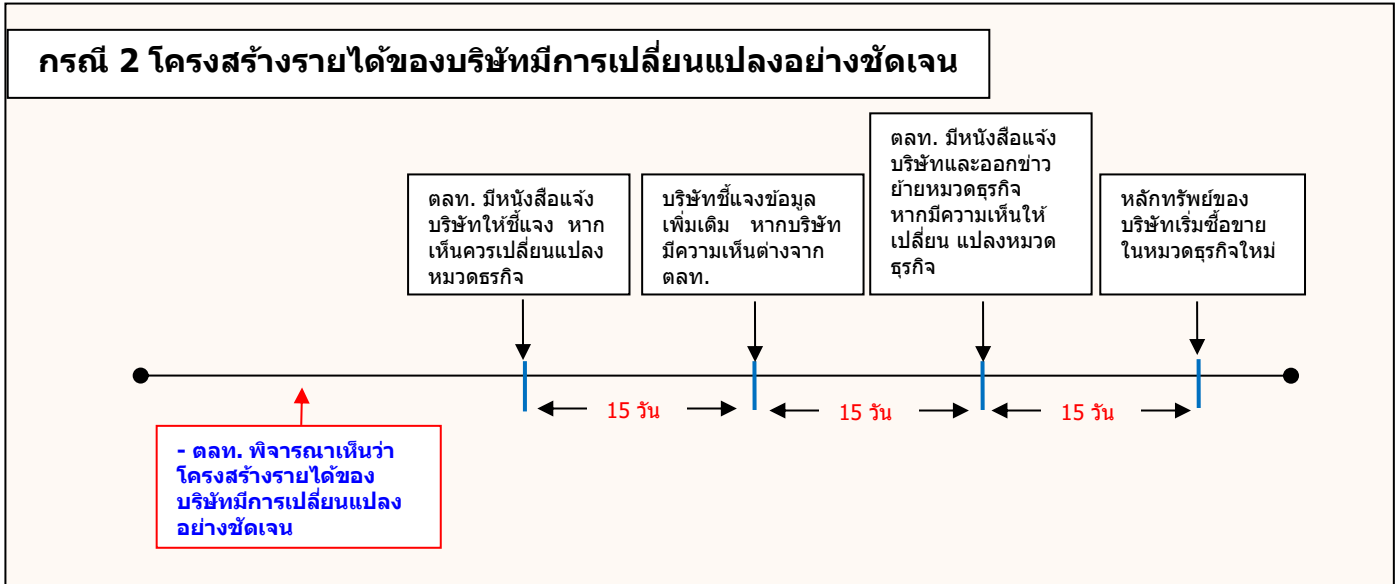 กรณี 2 โครงสร้างรายได้ของบริษัทมีการเปลี่ยนแปลงอย่างชัดเจน
ตลท. มีหนังสือแจ้ง
บริษัทให้ชี้แจง หาก
เห็นควรเปลี่ยนแปลง
หมวดธรกิจ
บริษัทชี้แจงข้อมูล
เพิ่มเติม หากบริษัท
มีความเห็นต่างจาก
ตลท.
ตลท. มีหนังสือแจ้ง
บริษัทและออกข่าว
ย้ายหมวดธุรกิจ
หากมีความเห็นให้
เปลี่ยน แปลงหมวด
ธุรกิจ
หลักทรัพย์ของ
บริษัทเริ่มซื้อขาย
ในหมวดธุรกิจใหม่
15 วัน
15 วัน
15 วัน
- ตลท. พิจารณาเห็นว่า
โครงสร้างรายได้ของ
บริษัทมีการเปลี่ยนแปลง
อย่างชัดเจน